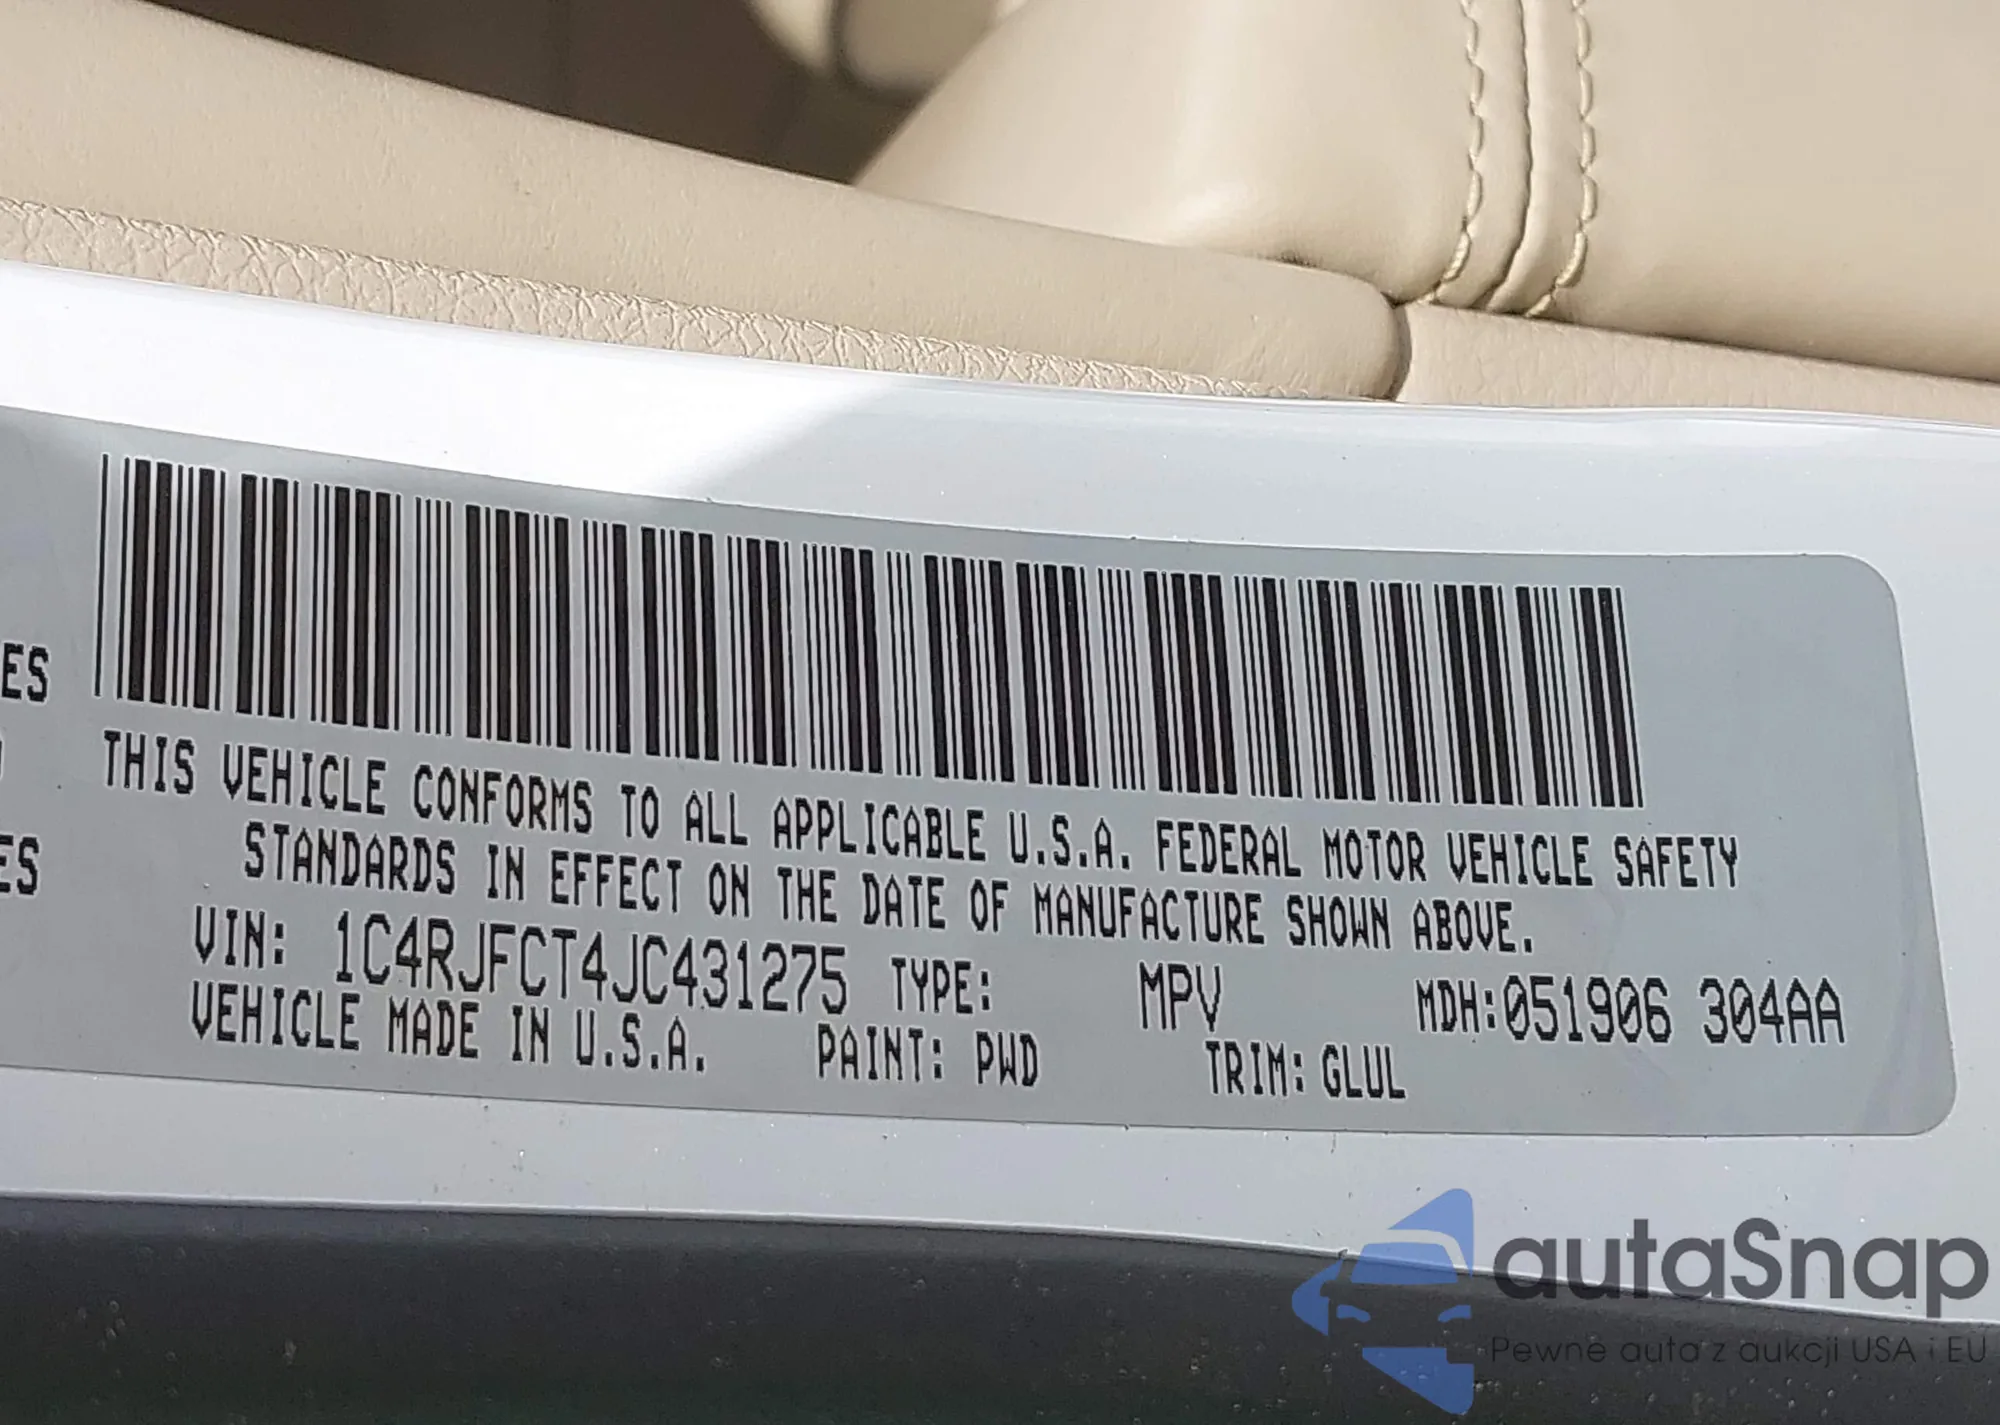 ES
THIS VEHICLE CONFORMS TO ALL APPLICABLE U.S.A. FEDERAL MOTOR VEHICLE SAFETY
STANDARDS IN EFFECT ON THE DATE OF MANUFACTURE SHOWN ABOVE.
ES
VIN: 1C4RJFCT4JC431275 TYPE: MPV MDH:051906 304AA
VEHICLE MADE IN U.S.A. PAINT: PWD TRIM: GLUL
autaSnap
Pewne auta z aukcji USA i EU